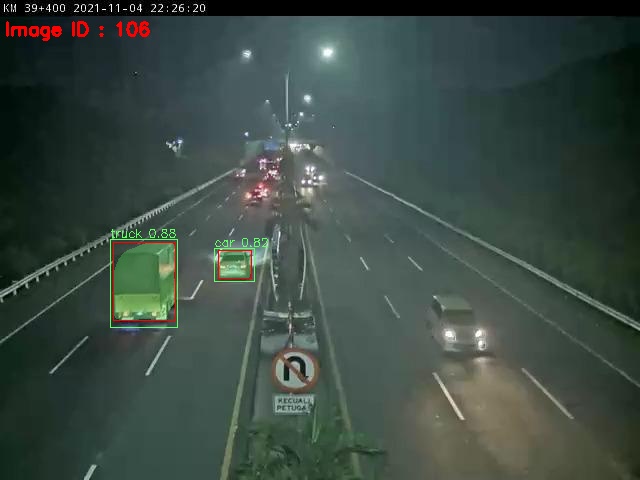 KM 39+400 2021-11-04 22:26:20
Image ID : 106
truck 0.88
car 0.89
KECUALI
PETUGAS